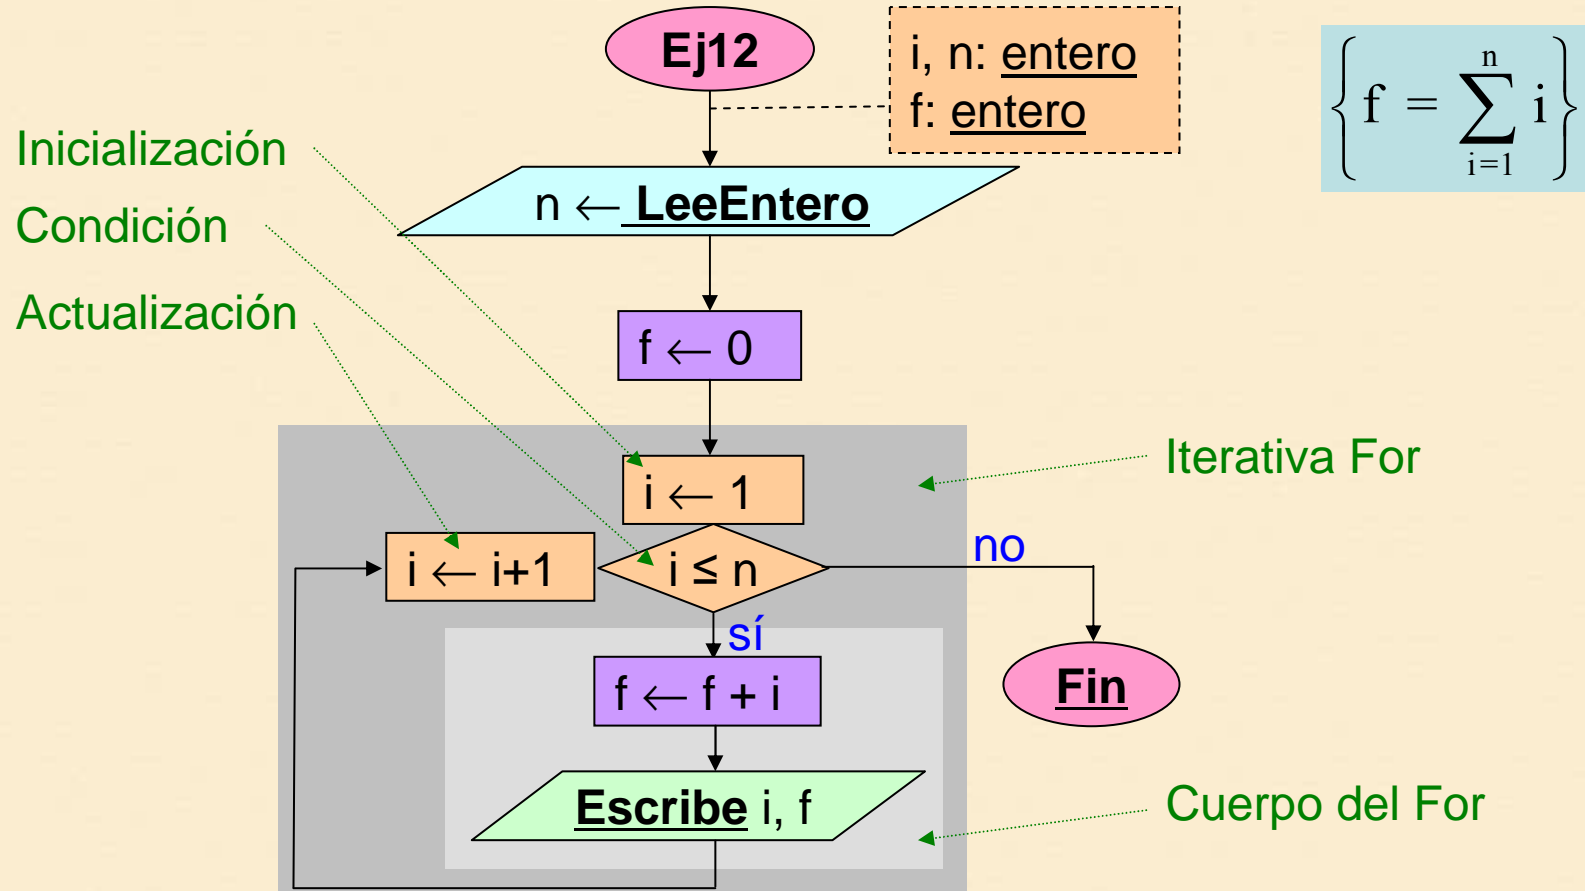 Ej12
i, n: entero
f: entero
f = ∑ i
n
i=1
Inicialización
Condición
Actualización
n ← LeeEntero
f ← 0
Iterativa For
i ← 1
i ← i+1
i ≤ n
no
sí
f ← f + i
Fin
Escribe i, f
Cuerpo del For